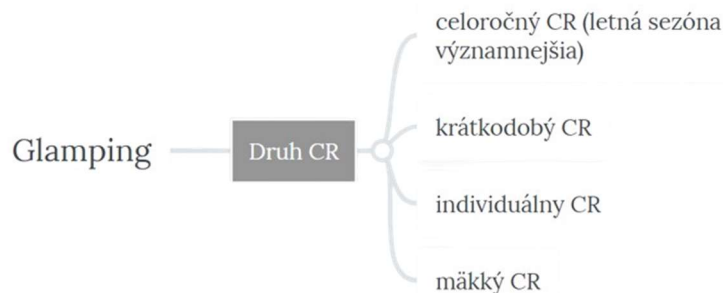 Glamping
Druh CR
celoročný CR (letná sezóna
významnejšia)
krátkodobý CR
individuálny CR
mäkký CR